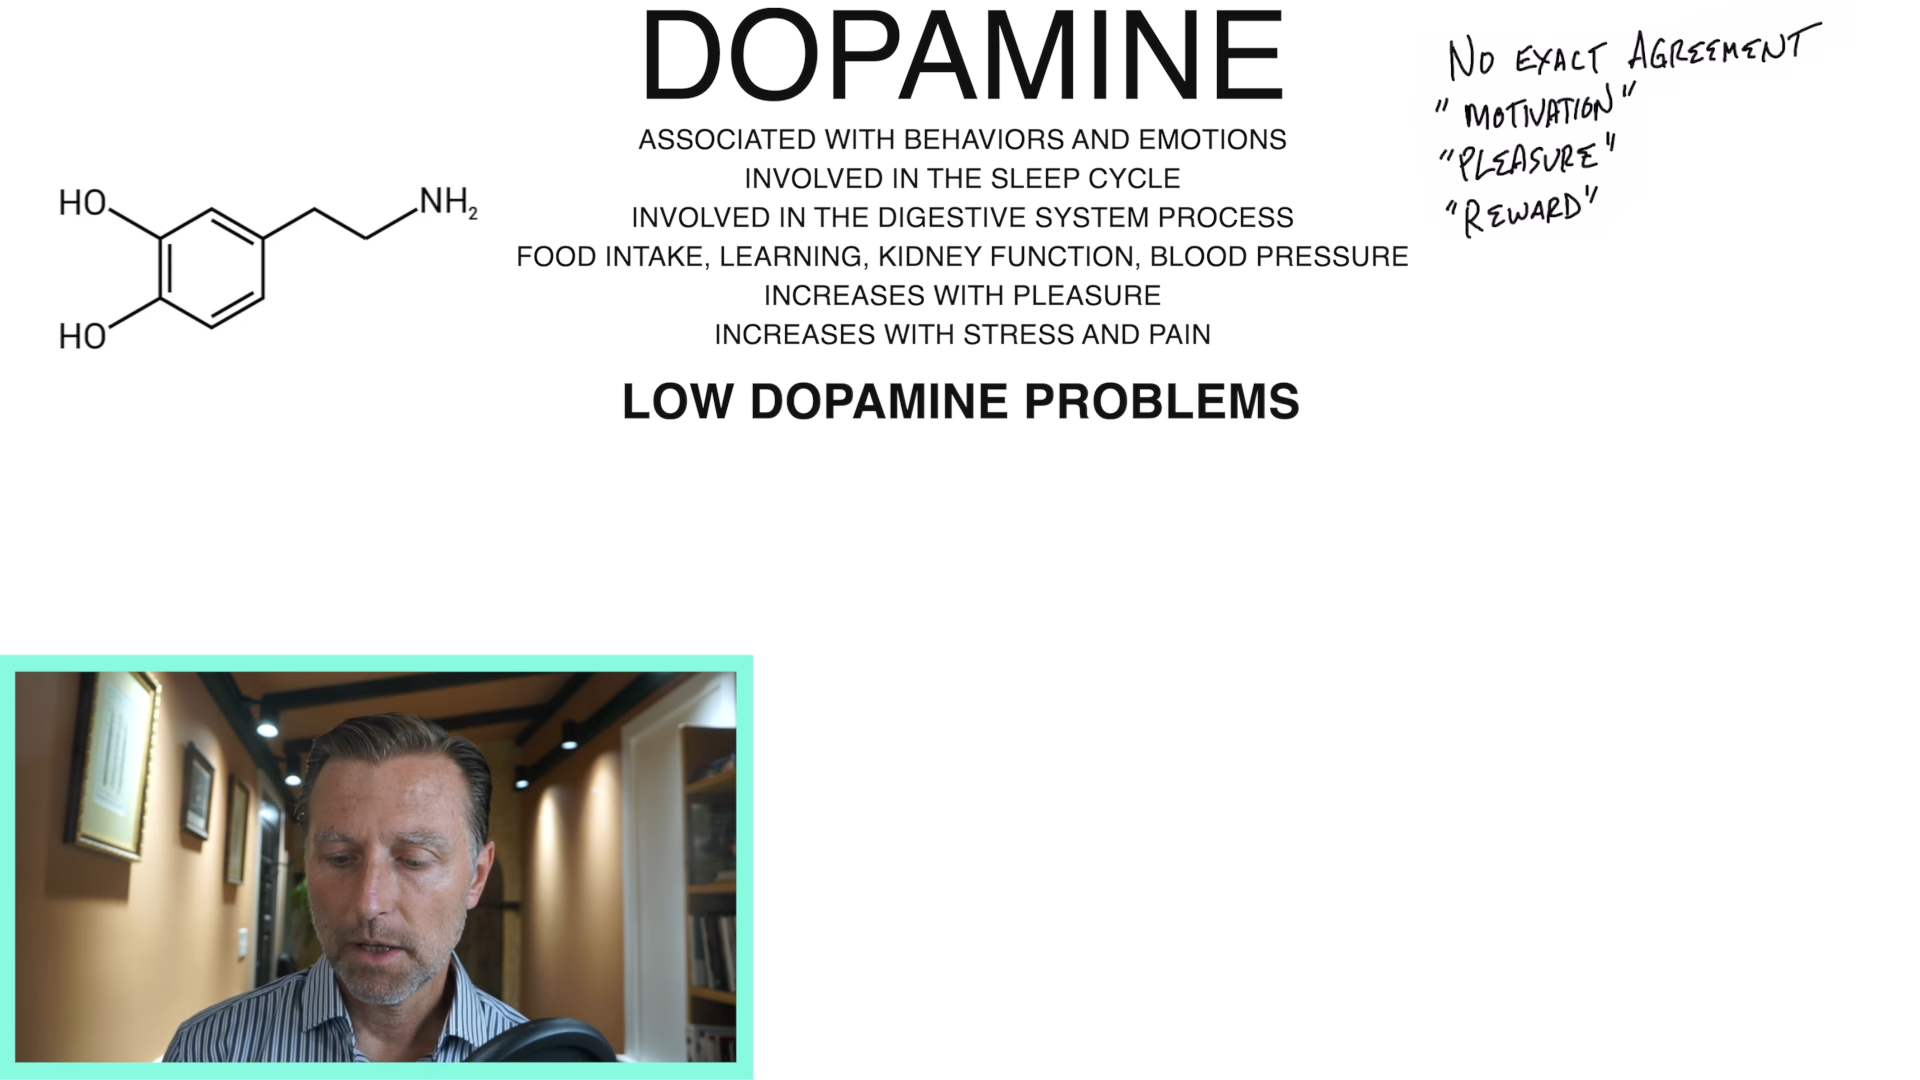 DOPAMINE
ASSOCIATED WITH BEHAVIORS AND EMOTIONS
INVOLVED IN THE SLEEP CYCLE
INVOLVED IN THE DIGESTIVE SYSTEM PROCESS
FOOD INTAKE, LEARNING, KIDNEY FUNCTION, BLOOD PRESSURE
INCREASES WITH PLEASURE
INCREASES WITH STRESS AND PAIN
LOW DOPAMINE PROBLEMS
NO EXACT AGREEMENT
"MOTIVATION"
"PLEASURE"
"REWARD"
HO
NH₂
HO